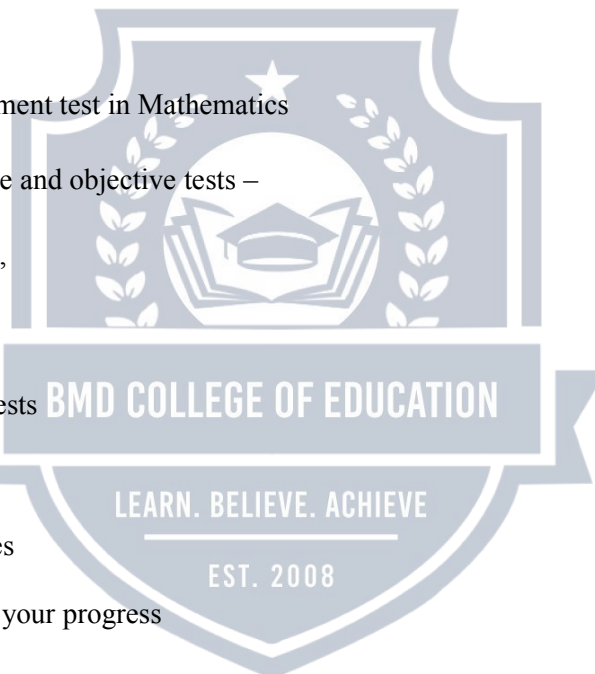 ment test in Mathematics
e and objective tests –
,
ests
BMD COLLEGE OF EDUCATION
LEARN. BELIEVE. ACHIEVE
es
EST. 2008
your progress